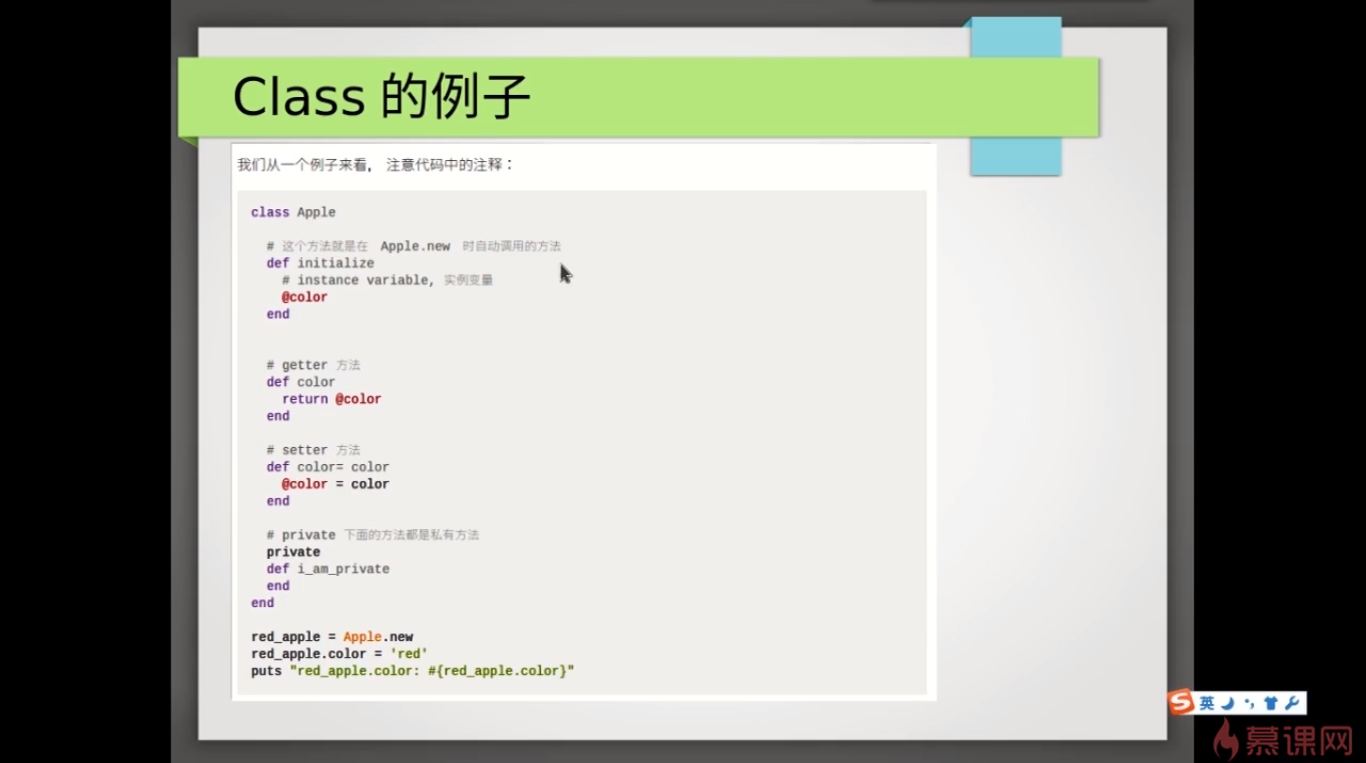 Class 的例子
我们从一个例子来看， 注意代码中的注释：
class Apple
# 这个方法就是在 Apple.new 时自动调用的方法
def initialize
# instance variable, 实例变量
@color
end
# getter 方法
def color
return @color
end
# setter 方法
def color= color
@color = color
end
# private 下面的方法都是私有方法
private
def i_am_private
end
end
red_apple = Apple.new
red_apple.color = 'red'
puts "red_apple.color: #{red_apple.color}"
英
慕课网